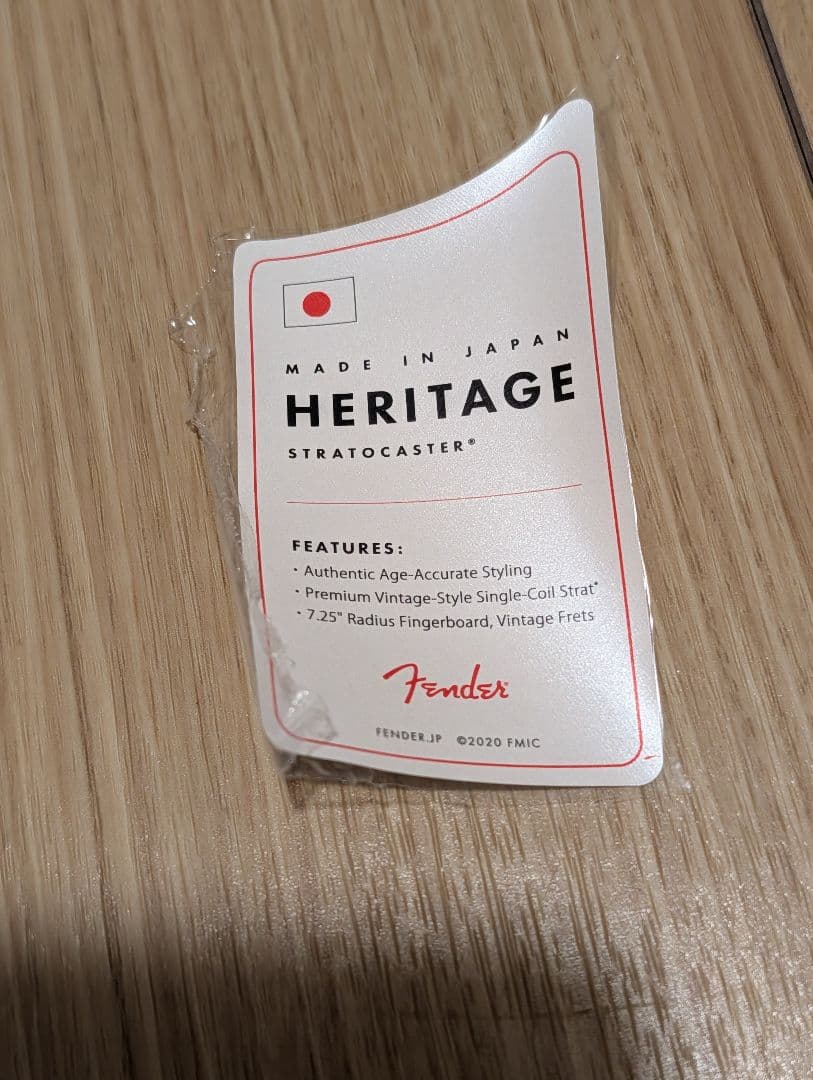 MADE IN JAPAN
HERITAGE
STRATOCASTER®
FEATURES:
· Authentic Age-Accurate Styling
· Premium Vintage-Style Single-Coil Strat®
· 7.25" Radius Fingerboard, Vintage Frets
Fender®
FENDER.JP ©2020 FMIC